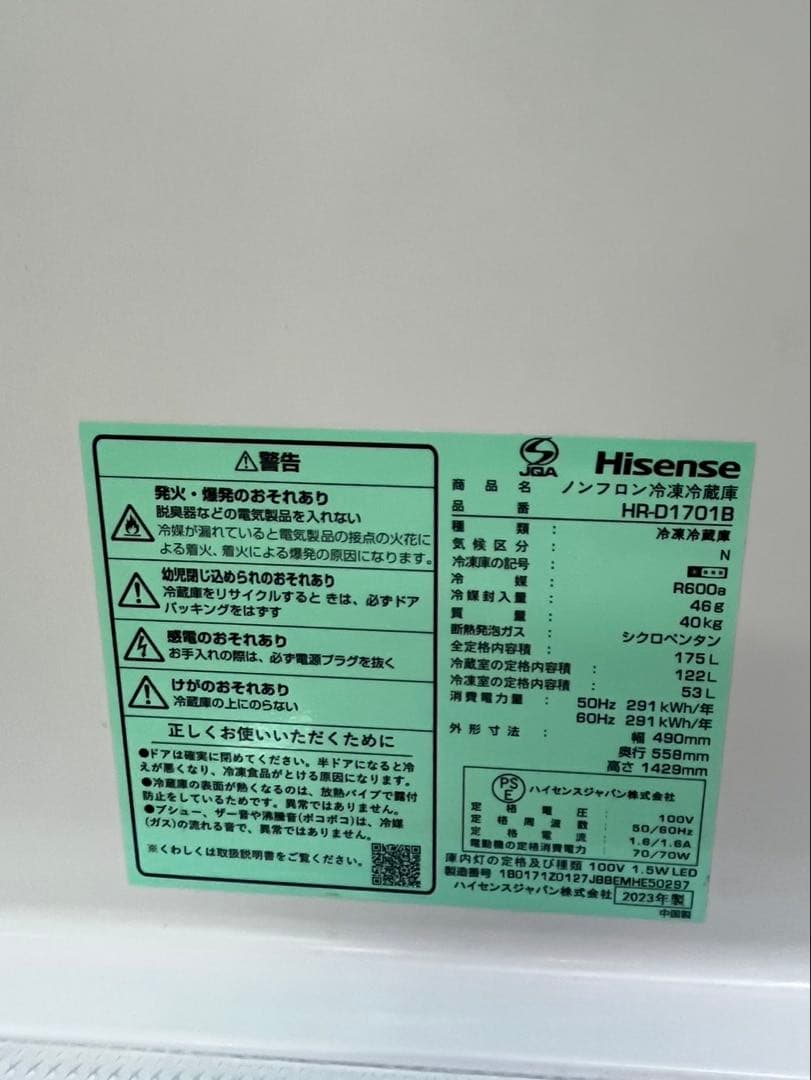 ⚠警告
発火・爆発のおそれあり
脱臭器などの電気製品を入れない
冷媒が漏れていると電気製品の接点の火花に
よる着火、着火による爆発の原因になります。
幼児閉じ込められのおそれあり
冷蔵庫をリサイクルすると きは、必ずドア
パッキングをはずす
感電のおそれあり
お手入れの際は、必ず電源プラグを抜く
けがのおそれあり
冷蔵庫の上にのらない
正しくお使いいただくために
●ドアは確実に閉めてください。半ドアになると冷
えが悪くなり、冷凍食品がとける原因になります。
●冷蔵庫の表面が熱くなるのは、放熱パイプで露付
防止をしているためです。異常ではありません。
●プシュー、ザー音や沸騰音(ポコポコ)は、冷媒
(ガス)の流れる音で、異常ではありません。
※くわしくは取扱説明書をご覧ください。
JQA Hisense
商品名 ノンフロン冷凍冷蔵庫
品番 HR-D1701B
種類: 冷凍冷蔵庫
気候区分: N
冷凍庫の記号:
冷媒: R600a
冷媒封入量: 46g
質量: 40kg
断熱発泡ガス: シクロペンタン
全定格内容積: 175L
冷蔵室の定格内容積: 122L
冷凍室の定格内容積: 53L
消費電力量: 50Hz 291kWh/年
60Hz 291kWh/年
外形寸法: 幅 490mm
奥行 558mm
高さ 1429mm
PSE ハイセンスジャパン株式会社
定格電圧: 100V
定格周波数: 50/60Hz
定格電流: 1.6/1.6A
電動機の定格消費電力: 70/70W
庫内灯の定格及び種類 100V 1.5W LED
製造番号 1B0171Z0127JBBEMHE50297
ハイセンスジャパン株式会社 2023年製
中国製